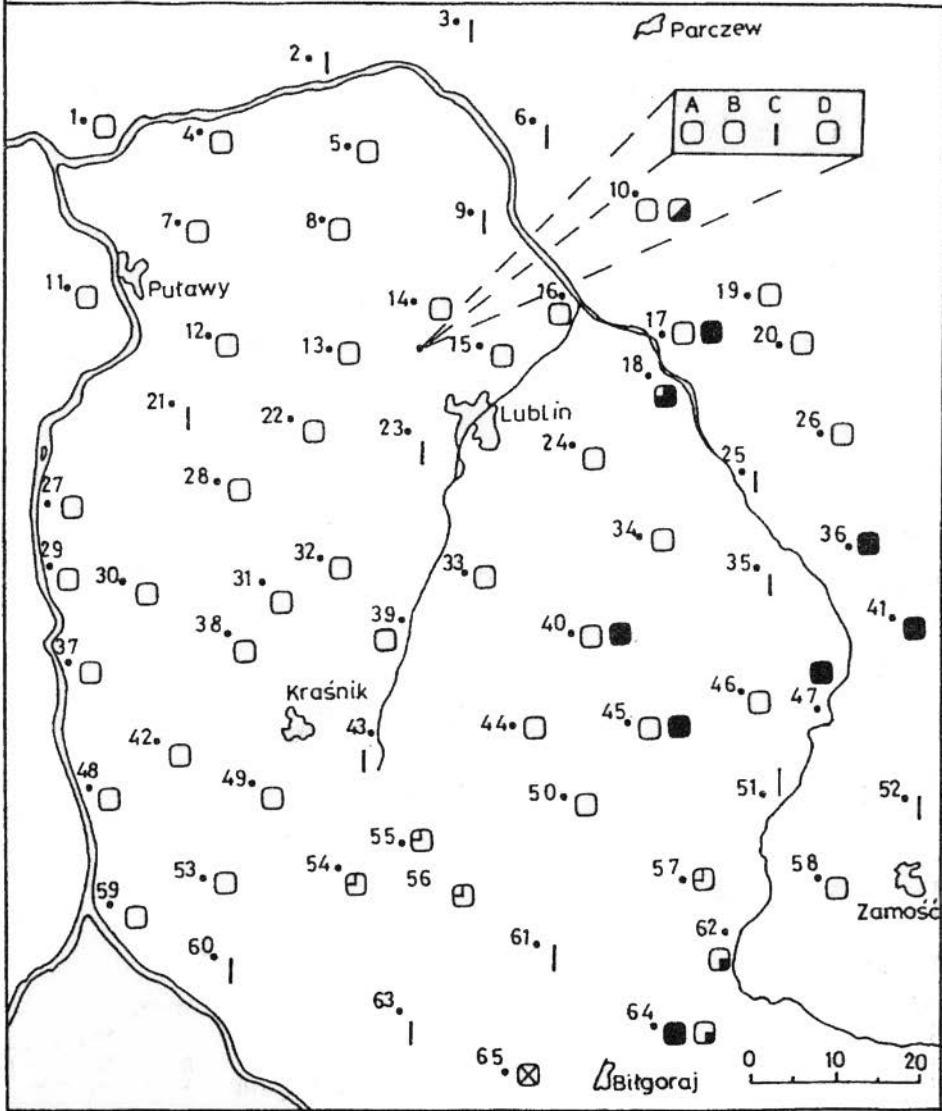 3 Parczew
2
A B C D
1 4 5 6
10
7 8 9
Puławy
11 14 16 19
12 13 15 17 20
18
21 22 23 Lublin
24 26
25
27 28
34 36
29 30 31 32 33 35
37 38 39 40 41
Kraśnik
46 47
42 43 44 45
48 49 50 51 52
55
53 54 56 57 58
59 Zamość
60 61 62
63 64
65 Biłgoraj
0 10 20